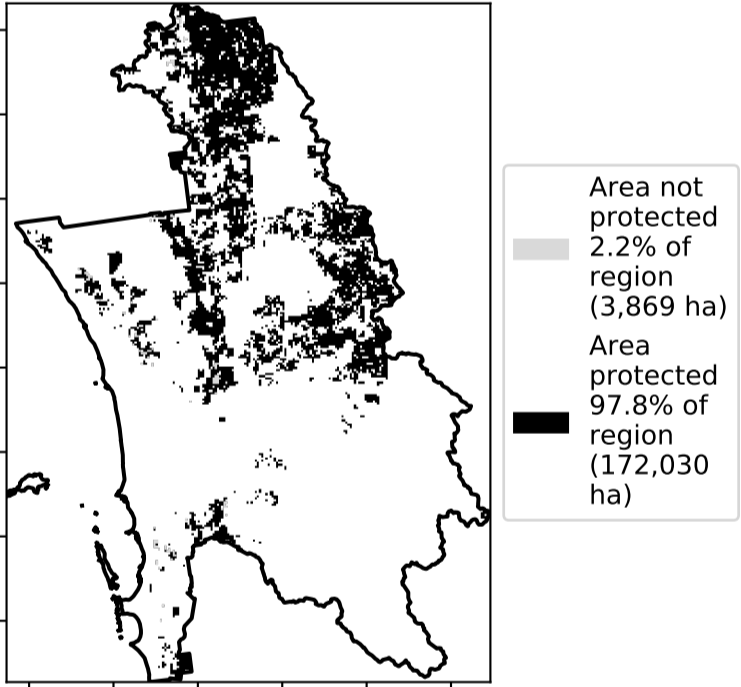 Area not
protected
2.2% of
region
(3,869 ha)
Area
protected
97.8% of
region
(172,030
ha)